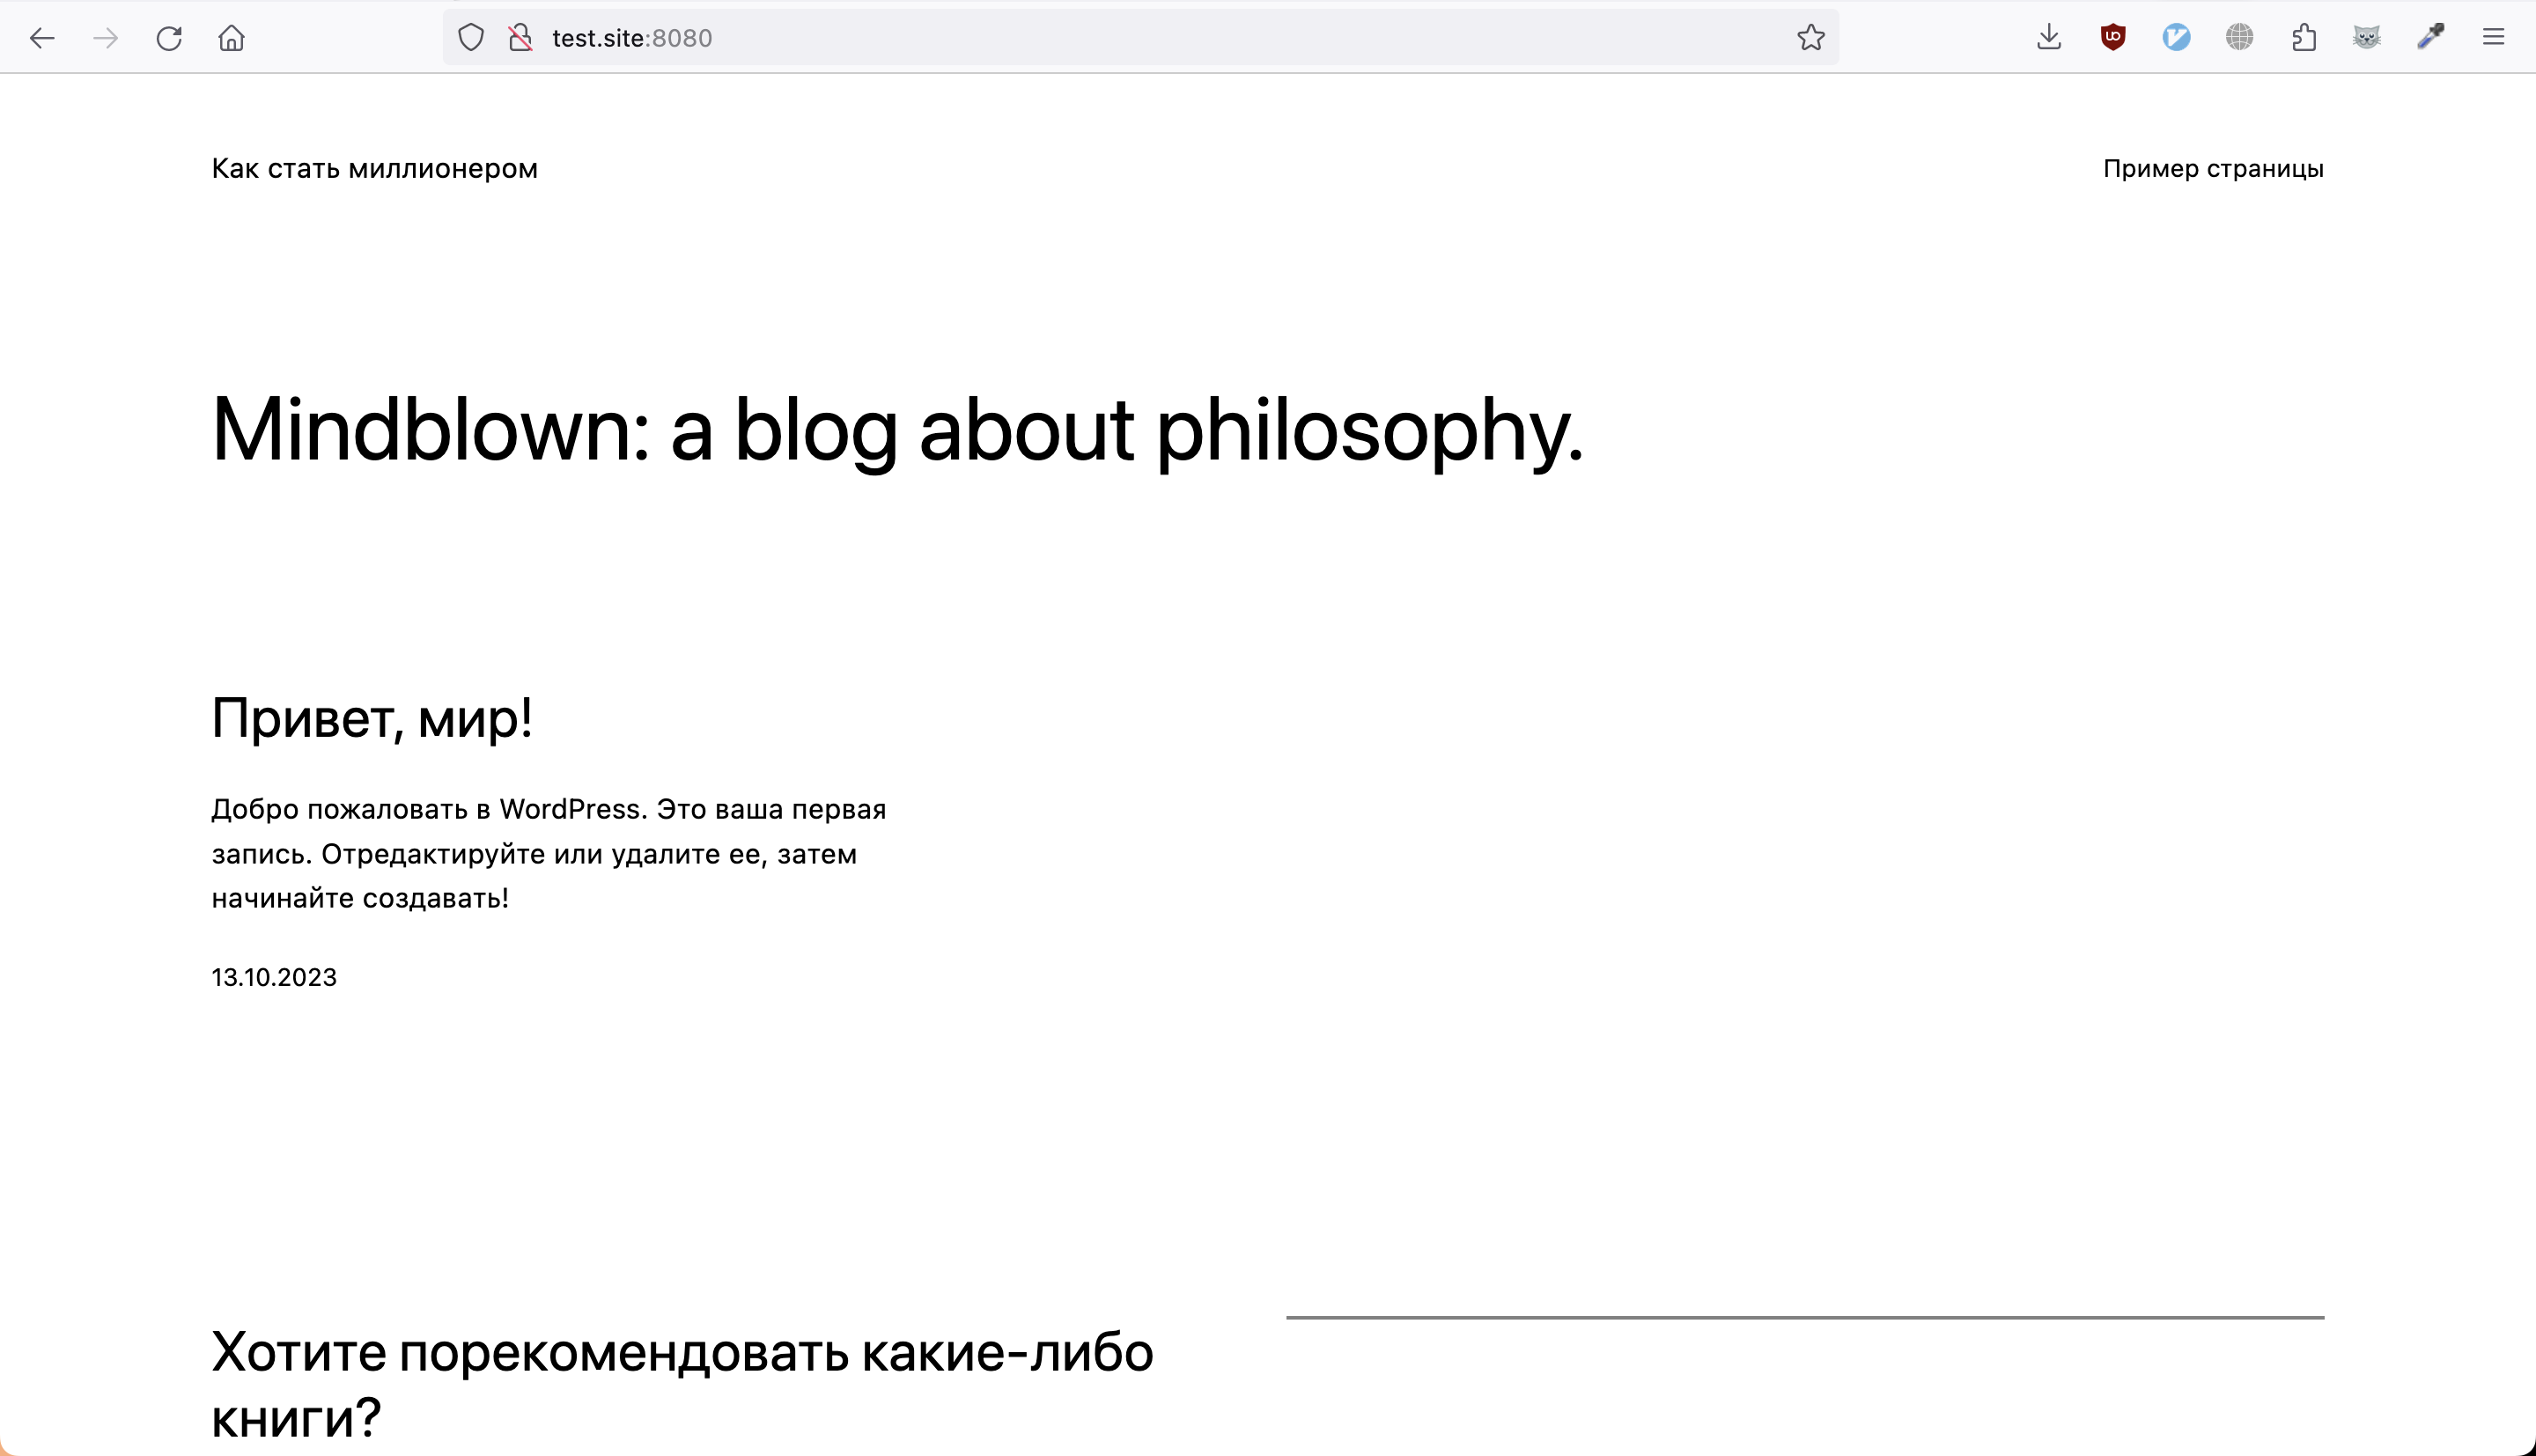 test.site:8080
Как стать миллионером
Пример страницы
Mindblown: a blog about philosophy.
Привет, мир!
Добро пожаловать в WordPress. Это ваша первая
запись. Отредактируйте или удалите ее, затем
начинайте создавать!
13.10.2023
Хотите порекомендовать какие-либо
книги?